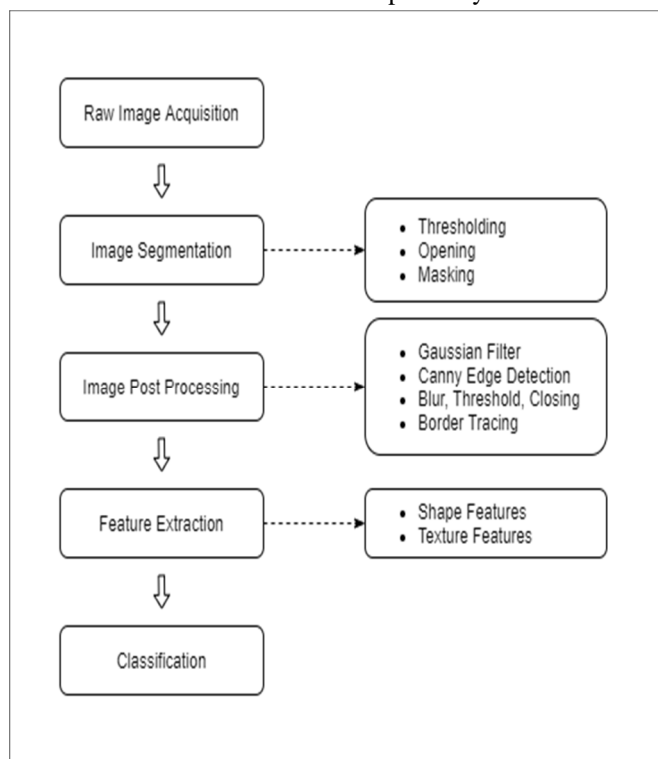 Raw Image Acquisition
Image Segmentation
• Thresholding
• Opening
• Masking
Image Post Processing
• Gaussian Filter
• Canny Edge Detection
• Blur, Threshold, Closing
• Border Tracing
Feature Extraction
• Shape Features
• Texture Features
Classification